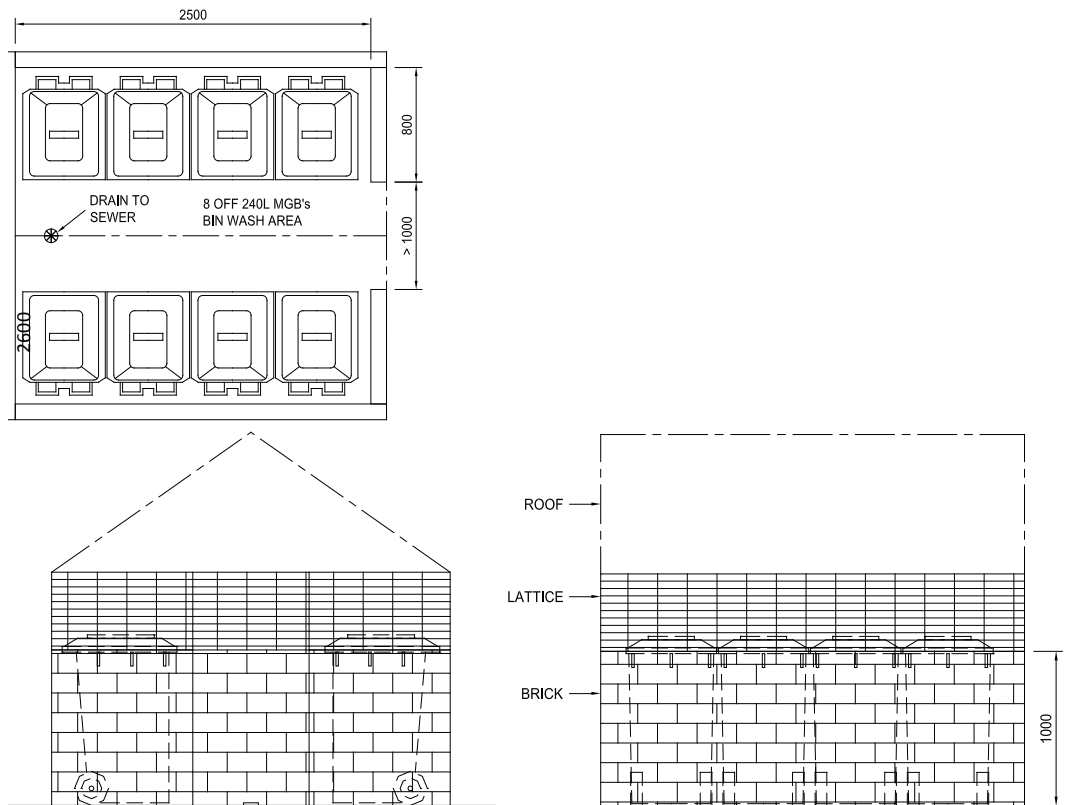 2500
800
DRAIN TO
SEWER
8 OFF 240L MGB's
BIN WASH AREA
> 1000
2600
ROOF
LATTICE
BRICK
1000